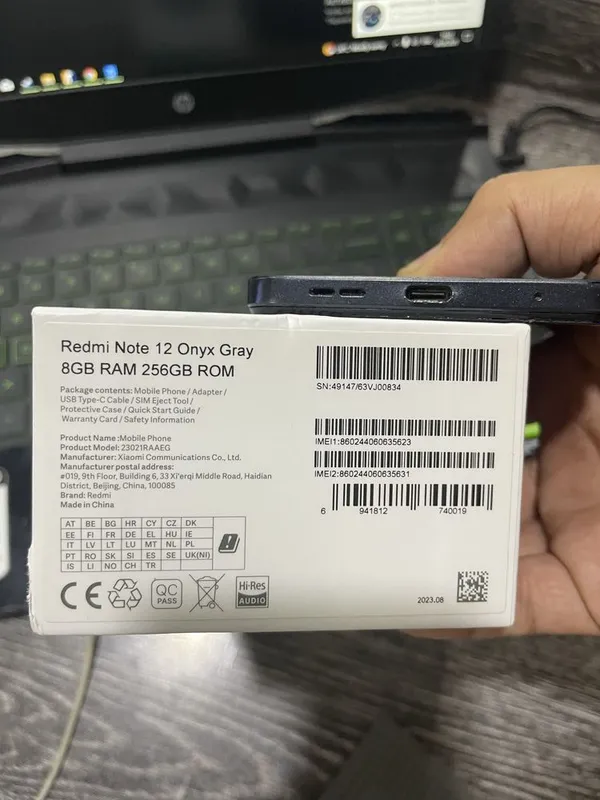 Redmi Note 12 Onyx Gray
8GB RAM 256GB ROM
Package contents: Mobile Phone / Adapter /
USB Type-C Cable / SIM Eject Tool /
Protective Case / Quick Start Guide /
Warranty Card / Safety Information
Product Name:Mobile Phone
Product Model:23021RAAEG
Manufacturer: Xiaomi Communications Co., Ltd.
Manufacturer postal address:
#019, 9th Floor, Building 6, 33 Xi'erqi Middle Road, Haidian
District, Beijing, China, 100085
Brand: Redmi
Made in China
AT BE BG HR CY CZ DK
EE FI FR DE EL HU IE
IT LV LT LU MT NL PL
PT RO SK SI ES SE UK(NI)
IS LI NO CH TR
CE
QC
PASS
Hi-Res
AUDIO
SN:49147/63VJ00834
IMEI1:860244060635623
IMEI2:860244060635631
6 941812 740019
2023.08
hp